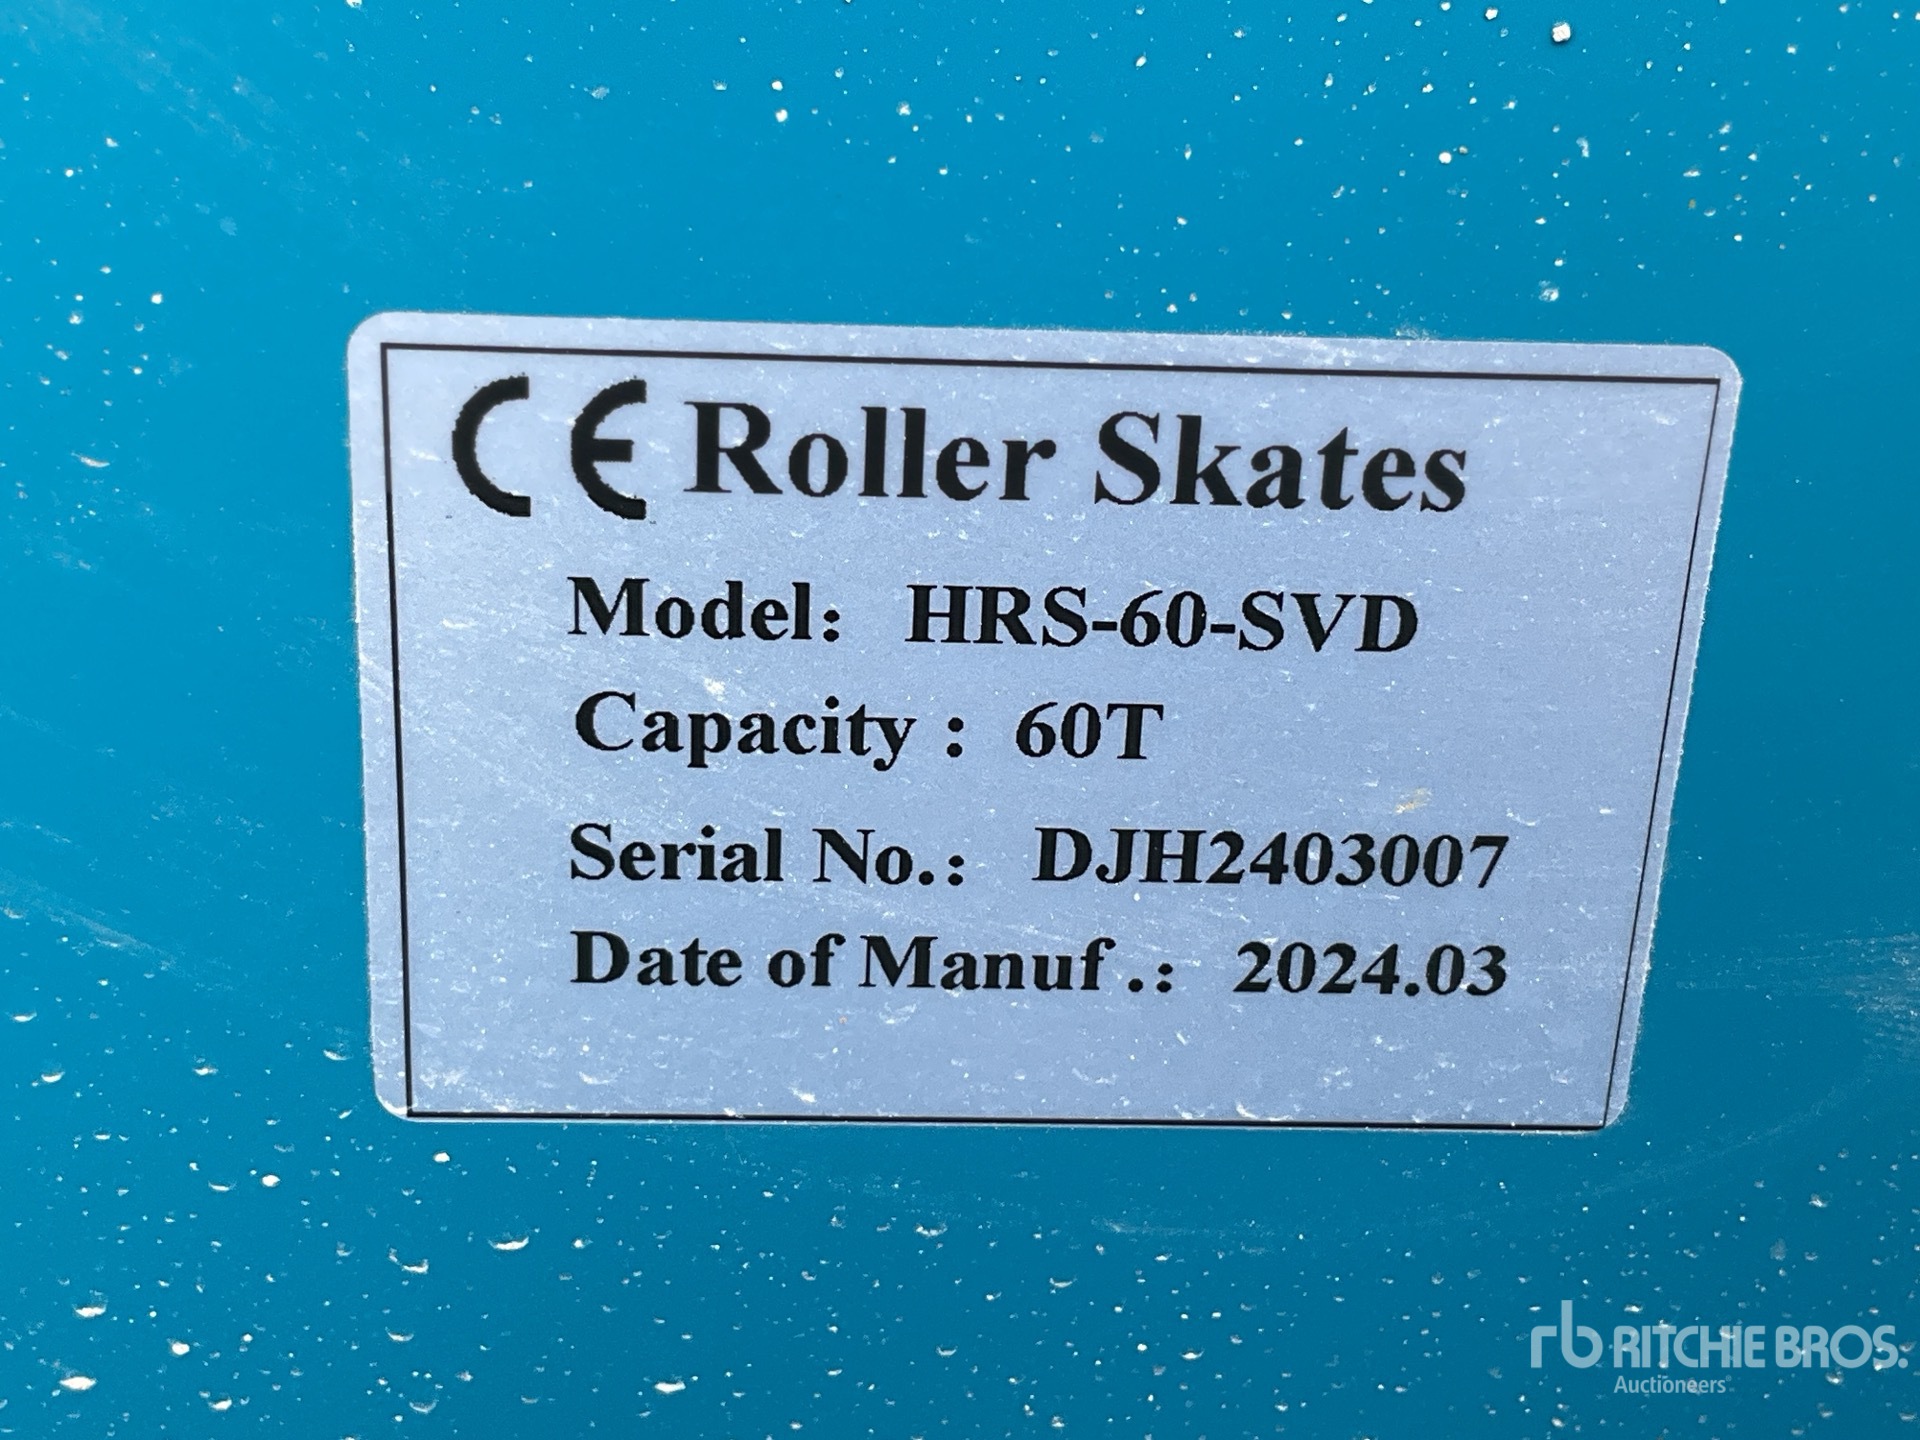 CE Roller Skates
Model: HRS-60-SVD
Capacity : 60T
Serial No.: DJH2403007
Date of Manuf .: 2024.03
rb RITCHIE BROS.
Auctioneers